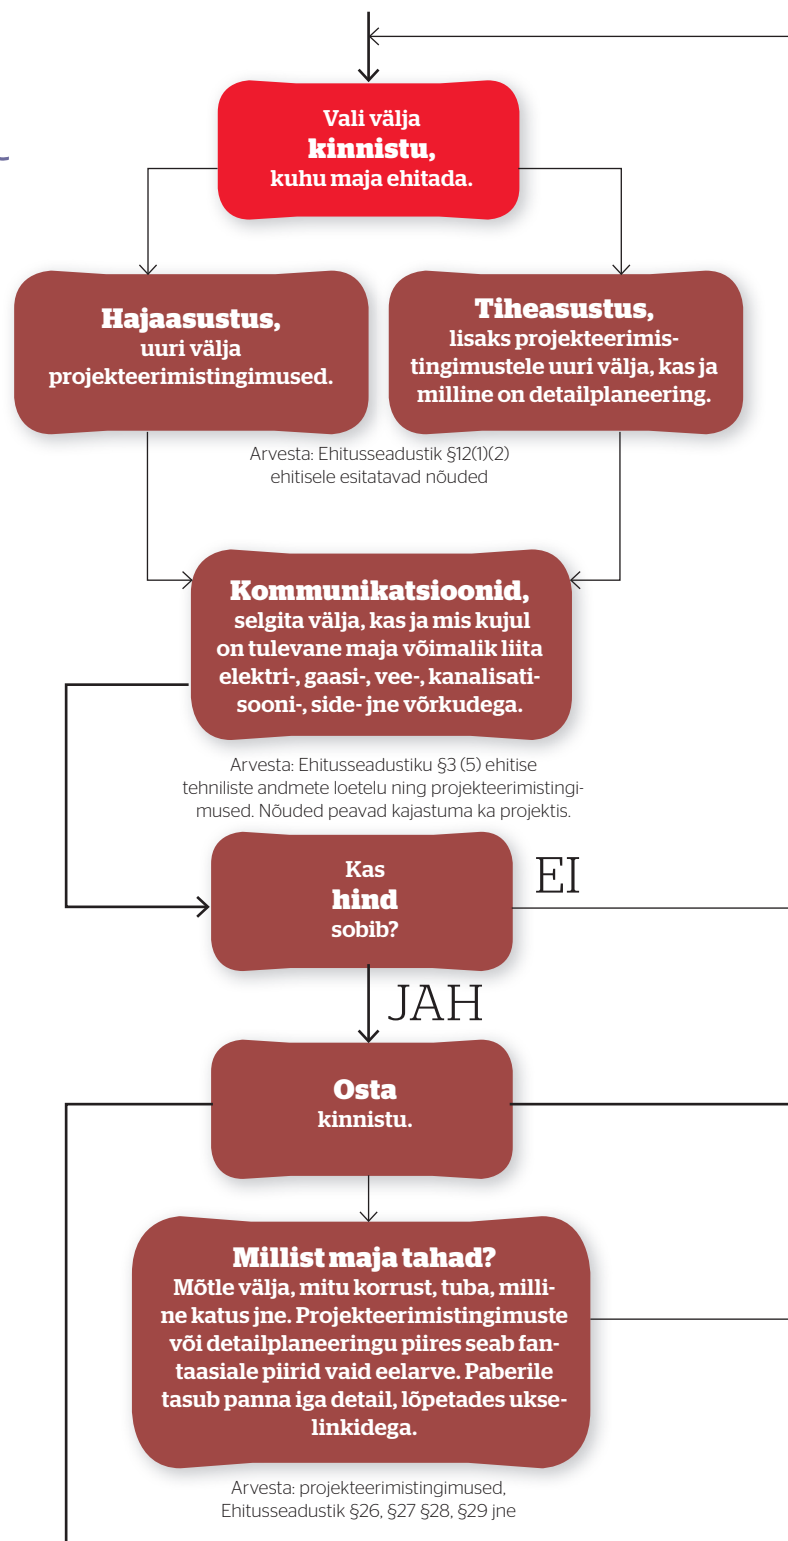 Vali välja
kinnistu,
kuhu maja ehitada.
Hajaasustus,
uuri välja
projekteerimistingimused.
Tiheasustus,
lisaks projekteerimis-
tingimustele uuri välja, kas ja
milline on detailplaneering.
Arvesta: Ehitusseadustik §12(1)(2)
ehitisele esitatavad nõuded
Kommunikatsioonid,
selgita välja, kas ja mis kujul
on tulevane maja võimalik liita
elektri-, gaasi-, vee-, kanalisati-
sooni-, side- jne võrkudega.
Arvesta: Ehitusseadustiku §3 (5) ehitise
tehniliste andmete loetelu ning projekteerimistingi-
mused. Nõuded peavad kajastuma ka projektis.
Kas
hind
sobib?
EI
JAH
Osta
kinnistu.
Millist maja tahad?
Mõtle välja, mitu korrust, tuba, milli-
ne katus jne. Projekteerimistingimuste
või detailplaneeringu piires seab fan-
taasiale piirid vaid eelarve. Paberile
tasub panna iga detail, lõpetades ukse-
linkidega.
Arvesta: projekteerimistingimused,
Ehitusseadustik §26, §27 §28, §29 jne